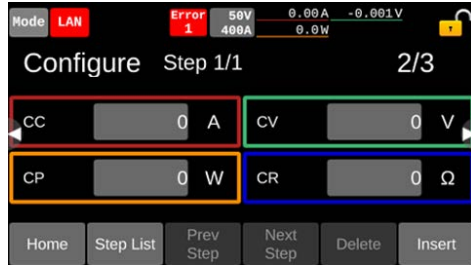 Mode LAN Error 1 50V 400A 0.00A -0.001V 0.0W
Configure Step 1/1 2/3
CC 0 A CV 0 V
CP 0 W CR 0 Ω
Home Step List Prev Step Next Step Delete Insert